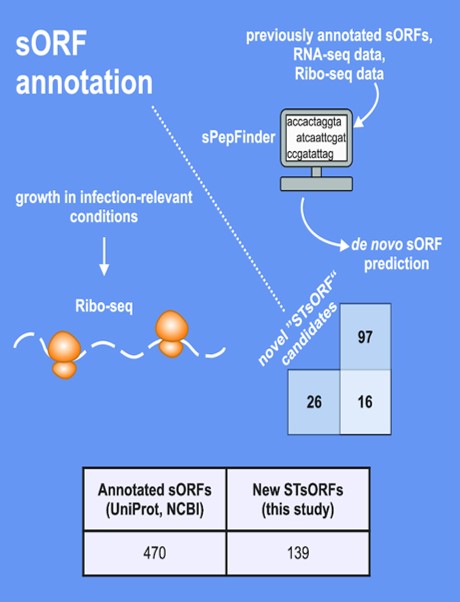 sORF
annotation
previously annotated sORFs,
RNA-seq data,
Ribo-seq data
sPepFinder
accactaggta
atcaattcgat
ccgatattag
growth in infection-relevant
conditions
de novo sORF
prediction
Ribo-seq
novel "STsORF"
candidates
97
26 16
Annotated sORFs New STsORFs
(UniProt, NCBI) (this study)
470 139